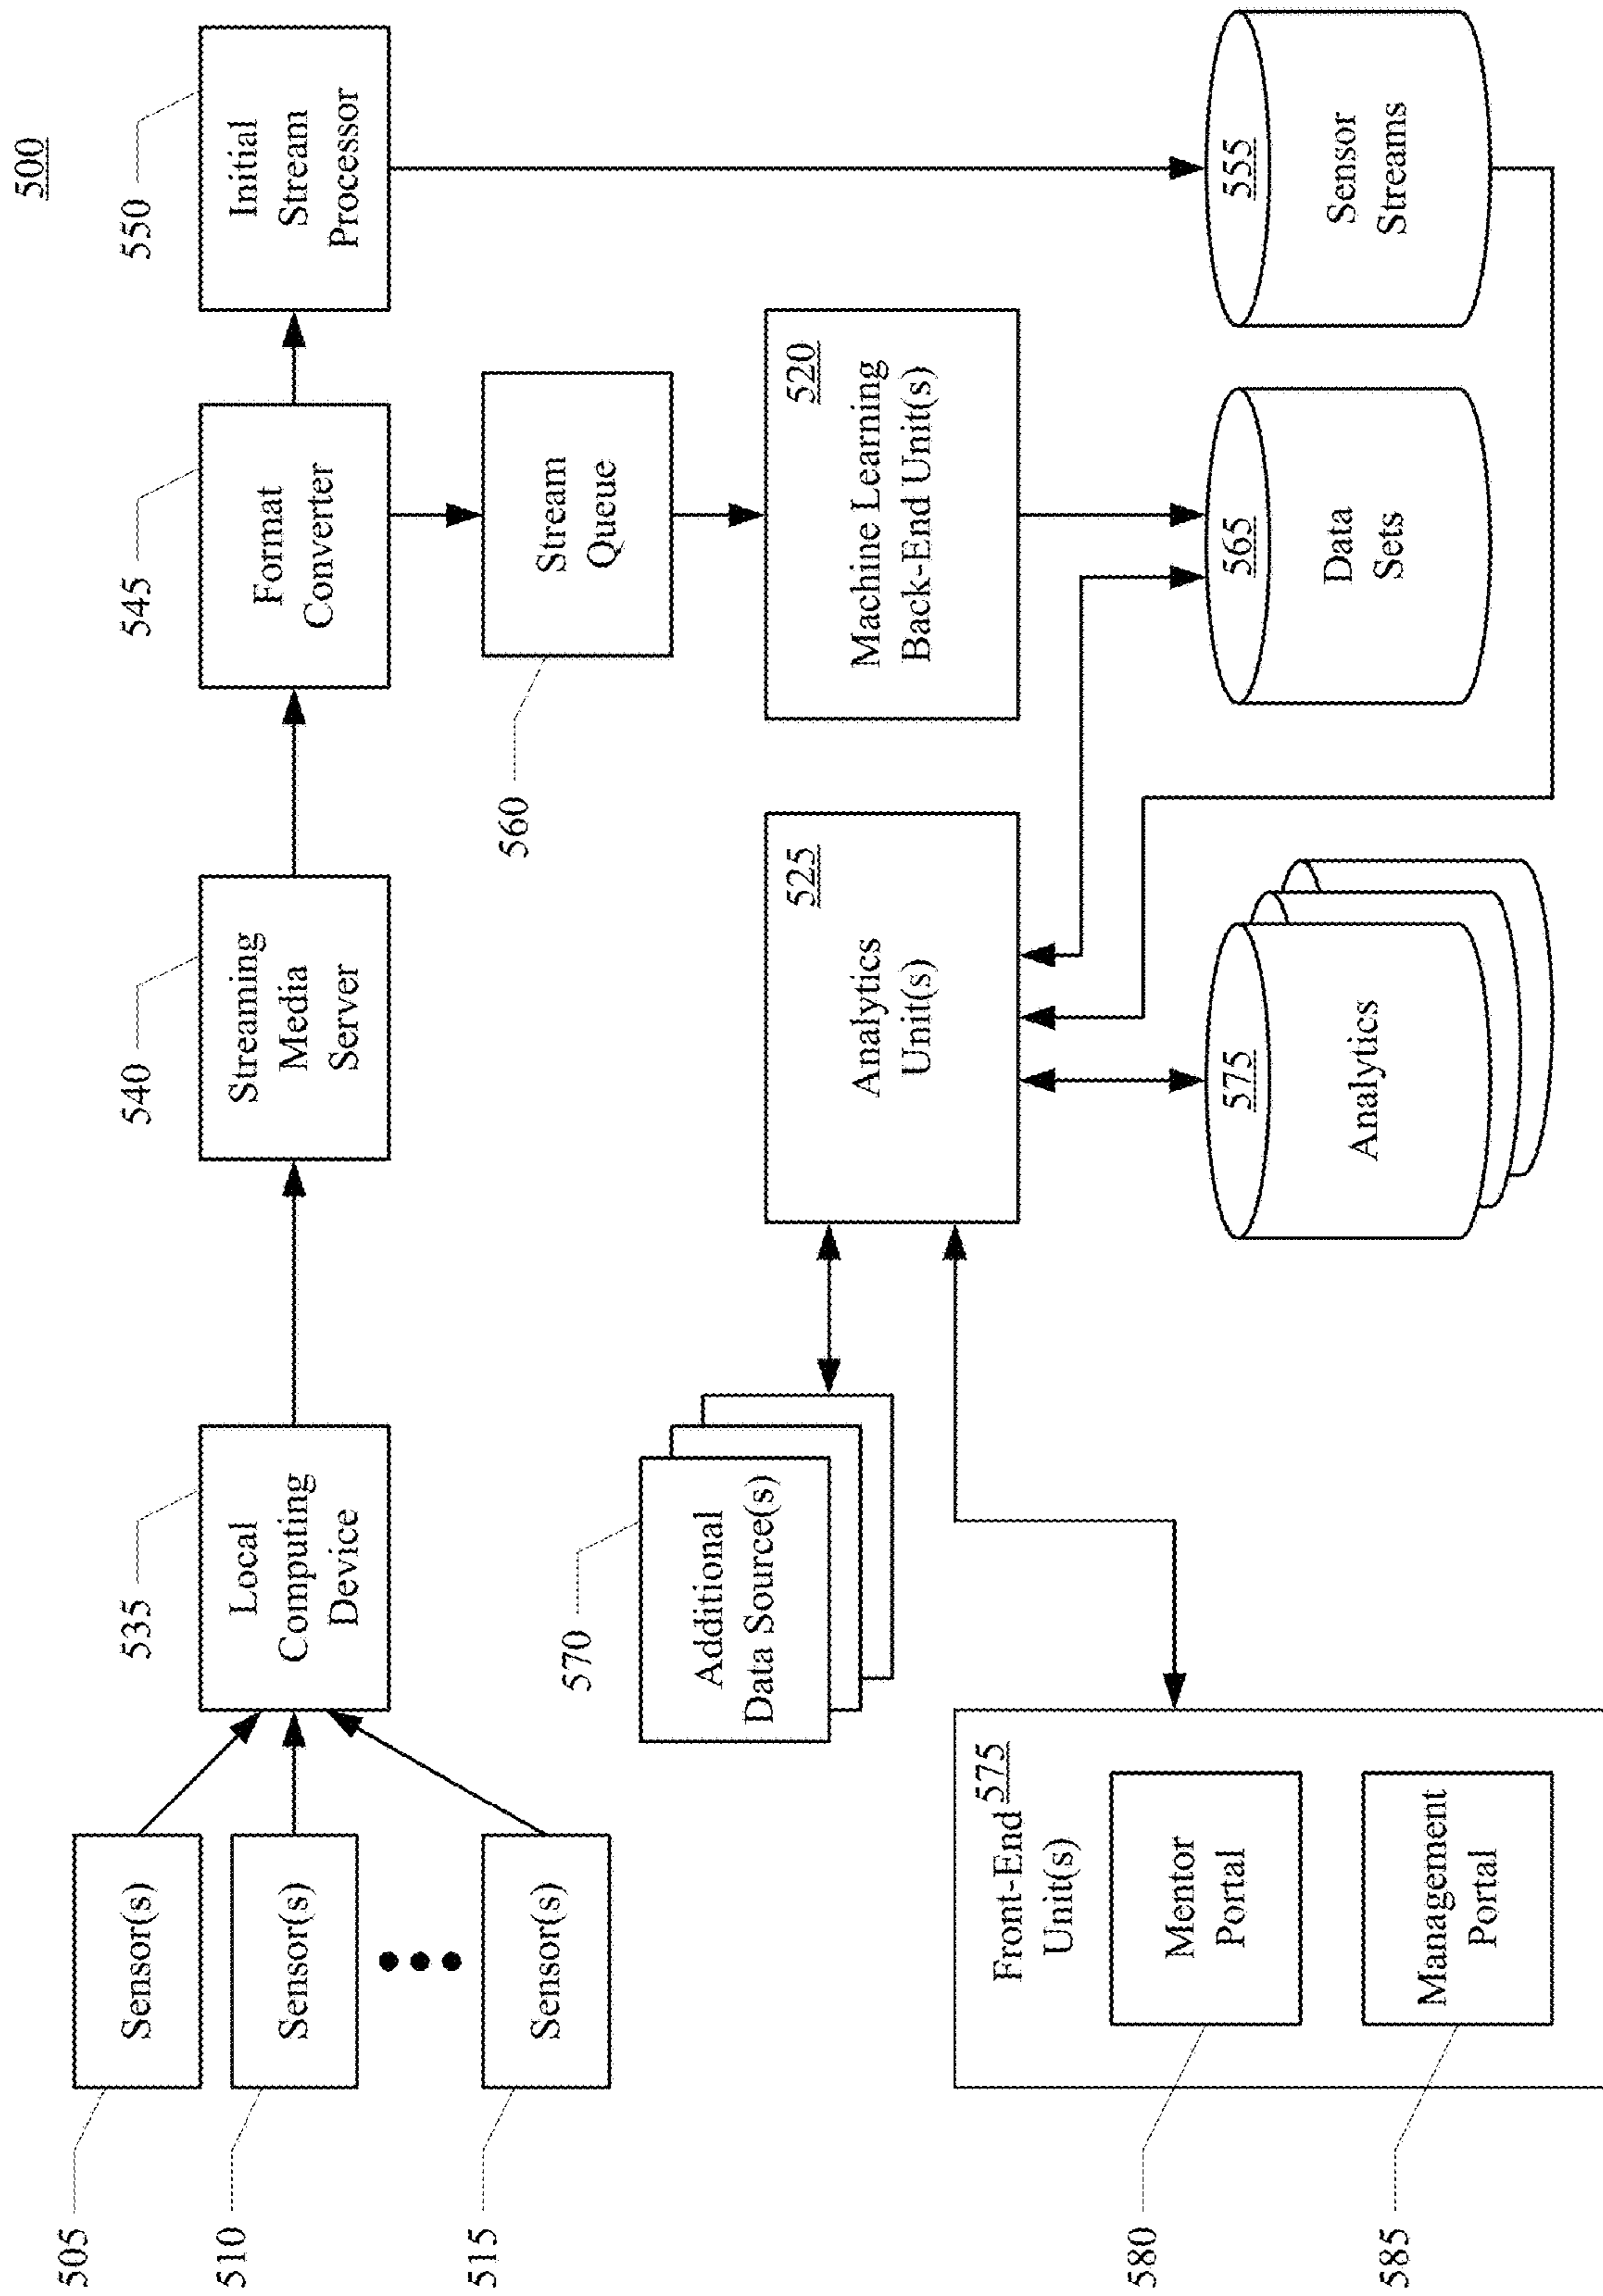 500
535
540
545
550
505
Sensor(s)
510
Sensor(s)
515
Sensor(s)
Local
Computing
Device
Streaming
Media
Server
Format
Converter
Initial
Stream
Processor
560
Stream
Queue
570
Additional
Data Source(s)
525
Analytics
Unit(s)
520
Machine Learning
Back-End Unit(s)
Front-End
Unit(s)
575
580
Mentor
Portal
585
Management
Portal
575
Analytics
565
Data
Sets
555
Sensor
Streams